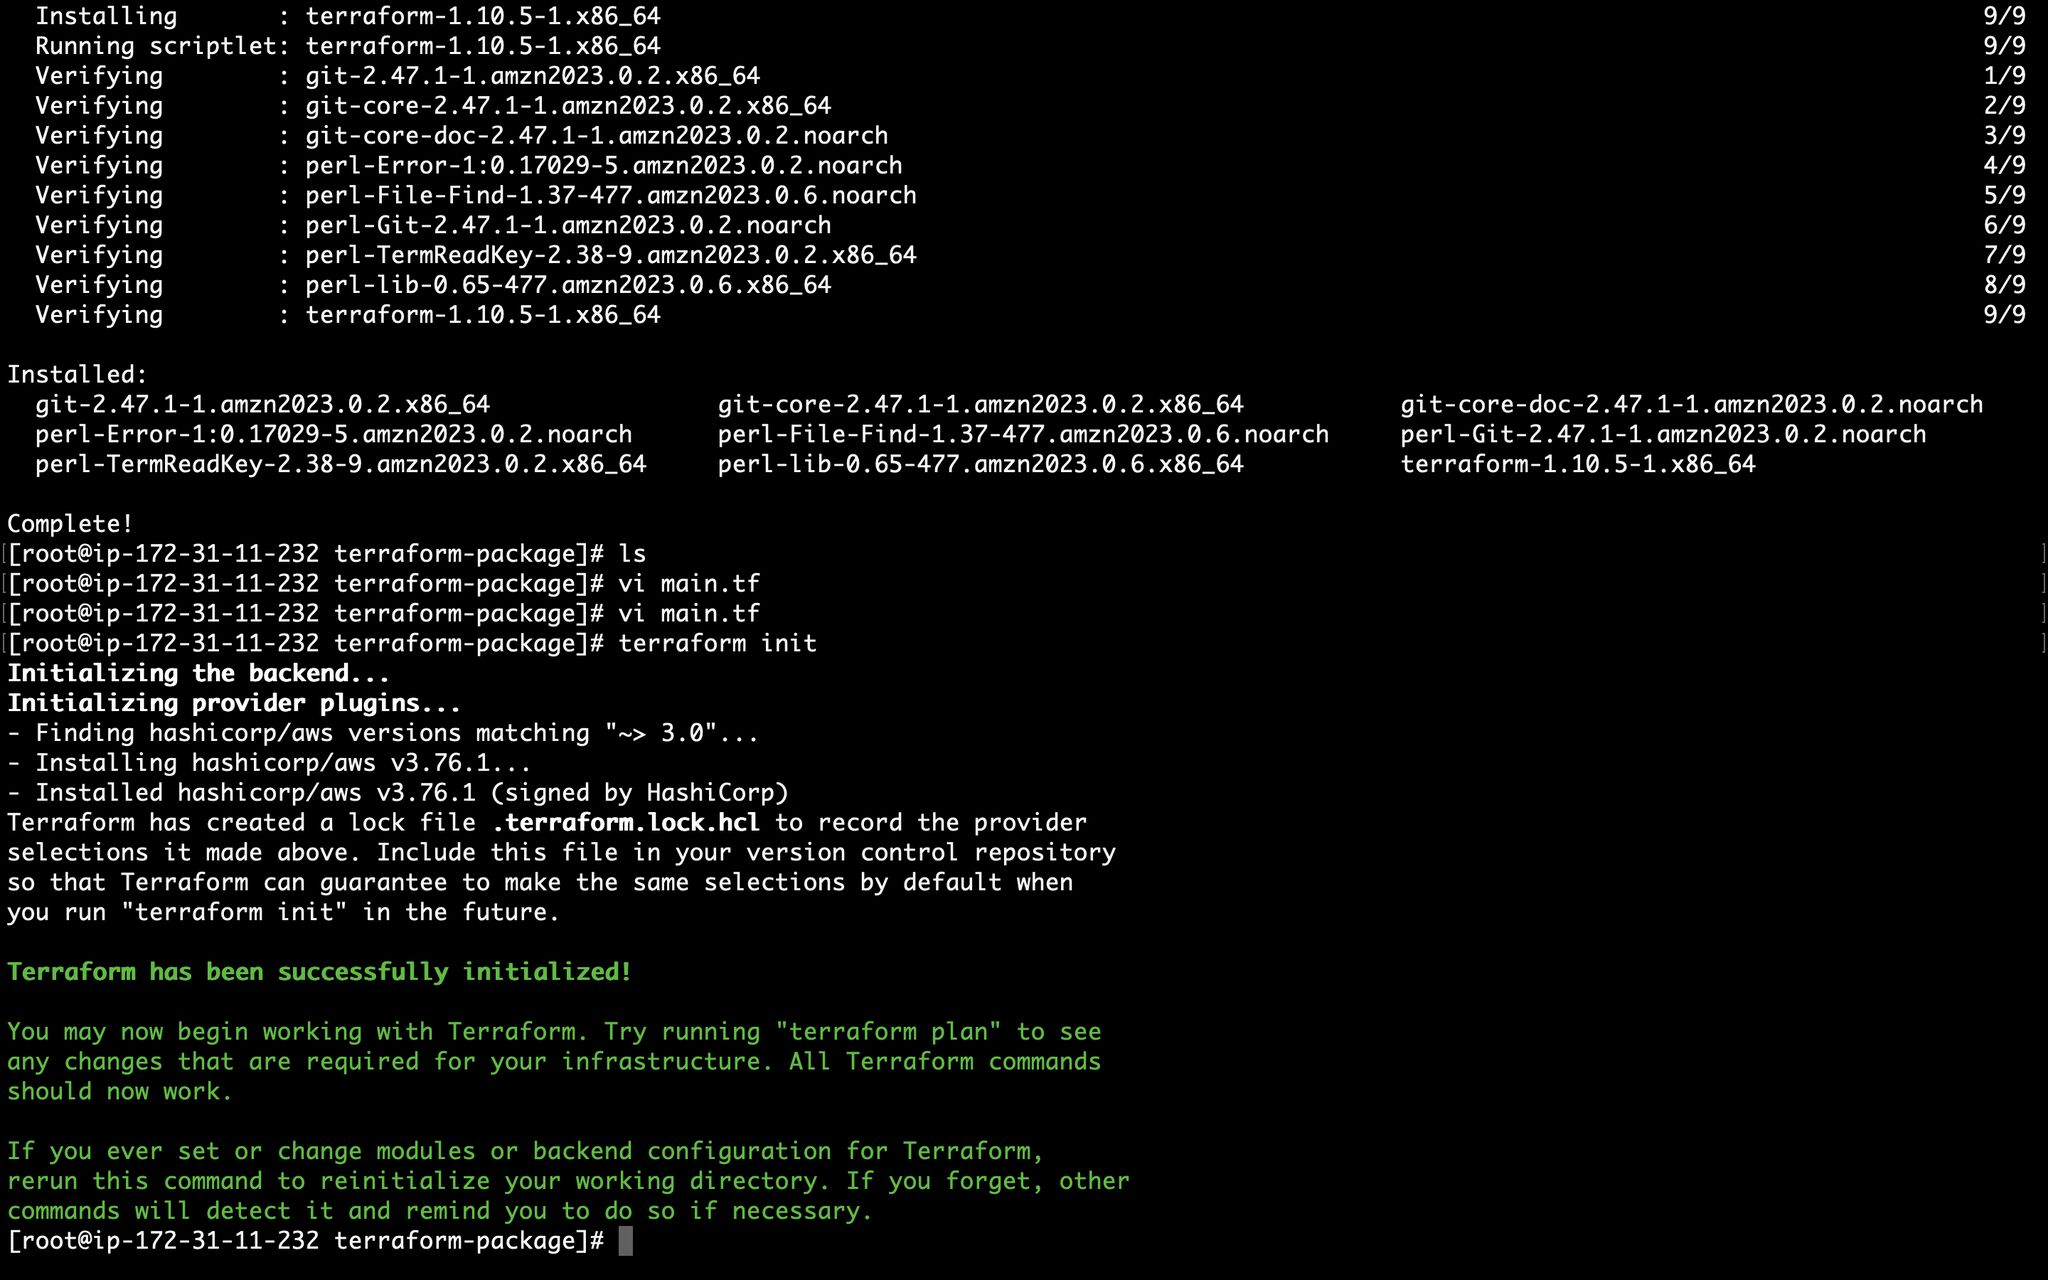 Installing       : terraform-1.10.5-1.x86_64 9/9
Running scriptlet: terraform-1.10.5-1.x86_64 9/9
Verifying        : git-2.47.1-1.amzn2023.0.2.x86_64 1/9
Verifying        : git-core-2.47.1-1.amzn2023.0.2.x86_64 2/9
Verifying        : git-core-doc-2.47.1-1.amzn2023.0.2.noarch 3/9
Verifying        : perl-Error-1:0.17029-5.amzn2023.0.2.noarch 4/9
Verifying        : perl-File-Find-1.37-477.amzn2023.0.6.noarch 5/9
Verifying        : perl-Git-2.47.1-1.amzn2023.0.2.noarch 6/9
Verifying        : perl-TermReadKey-2.38-9.amzn2023.0.2.x86_64 7/9
Verifying        : perl-lib-0.65-477.amzn2023.0.6.x86_64 8/9
Verifying        : terraform-1.10.5-1.x86_64 9/9
Installed:
git-2.47.1-1.amzn2023.0.2.x86_64 git-core-2.47.1-1.amzn2023.0.2.x86_64 git-core-doc-2.47.1-1.amzn2023.0.2.noarch
perl-Error-1:0.17029-5.amzn2023.0.2.noarch perl-File-Find-1.37-477.amzn2023.0.6.noarch perl-Git-2.47.1-1.amzn2023.0.2.noarch
perl-TermReadKey-2.38-9.amzn2023.0.2.x86_64 perl-lib-0.65-477.amzn2023.0.6.x86_64 terraform-1.10.5-1.x86_64
Complete!
[root@ip-172-31-11-232 terraform-package]# ls
[root@ip-172-31-11-232 terraform-package]# vi main.tf
[root@ip-172-31-11-232 terraform-package]# vi main.tf
[root@ip-172-31-11-232 terraform-package]# terraform init
Initializing the backend...
Initializing provider plugins...
- Finding hashicorp/aws versions matching "~> 3.0"...
- Installing hashicorp/aws v3.76.1...
- Installed hashicorp/aws v3.76.1 (signed by HashiCorp)
Terraform has created a lock file .terraform.lock.hcl to record the provider
selections it made above. Include this file in your version control repository
so that Terraform can guarantee to make the same selections by default when
you run "terraform init" in the future.
Terraform has been successfully initialized!
You may now begin working with Terraform. Try running "terraform plan" to see
any changes that are required for your infrastructure. All Terraform commands
should now work.
If you ever set or change modules or backend configuration for Terraform,
rerun this command to reinitialize your working directory. If you forget, other
commands will detect it and remind you to do so if necessary.
[root@ip-172-31-11-232 terraform-package]#